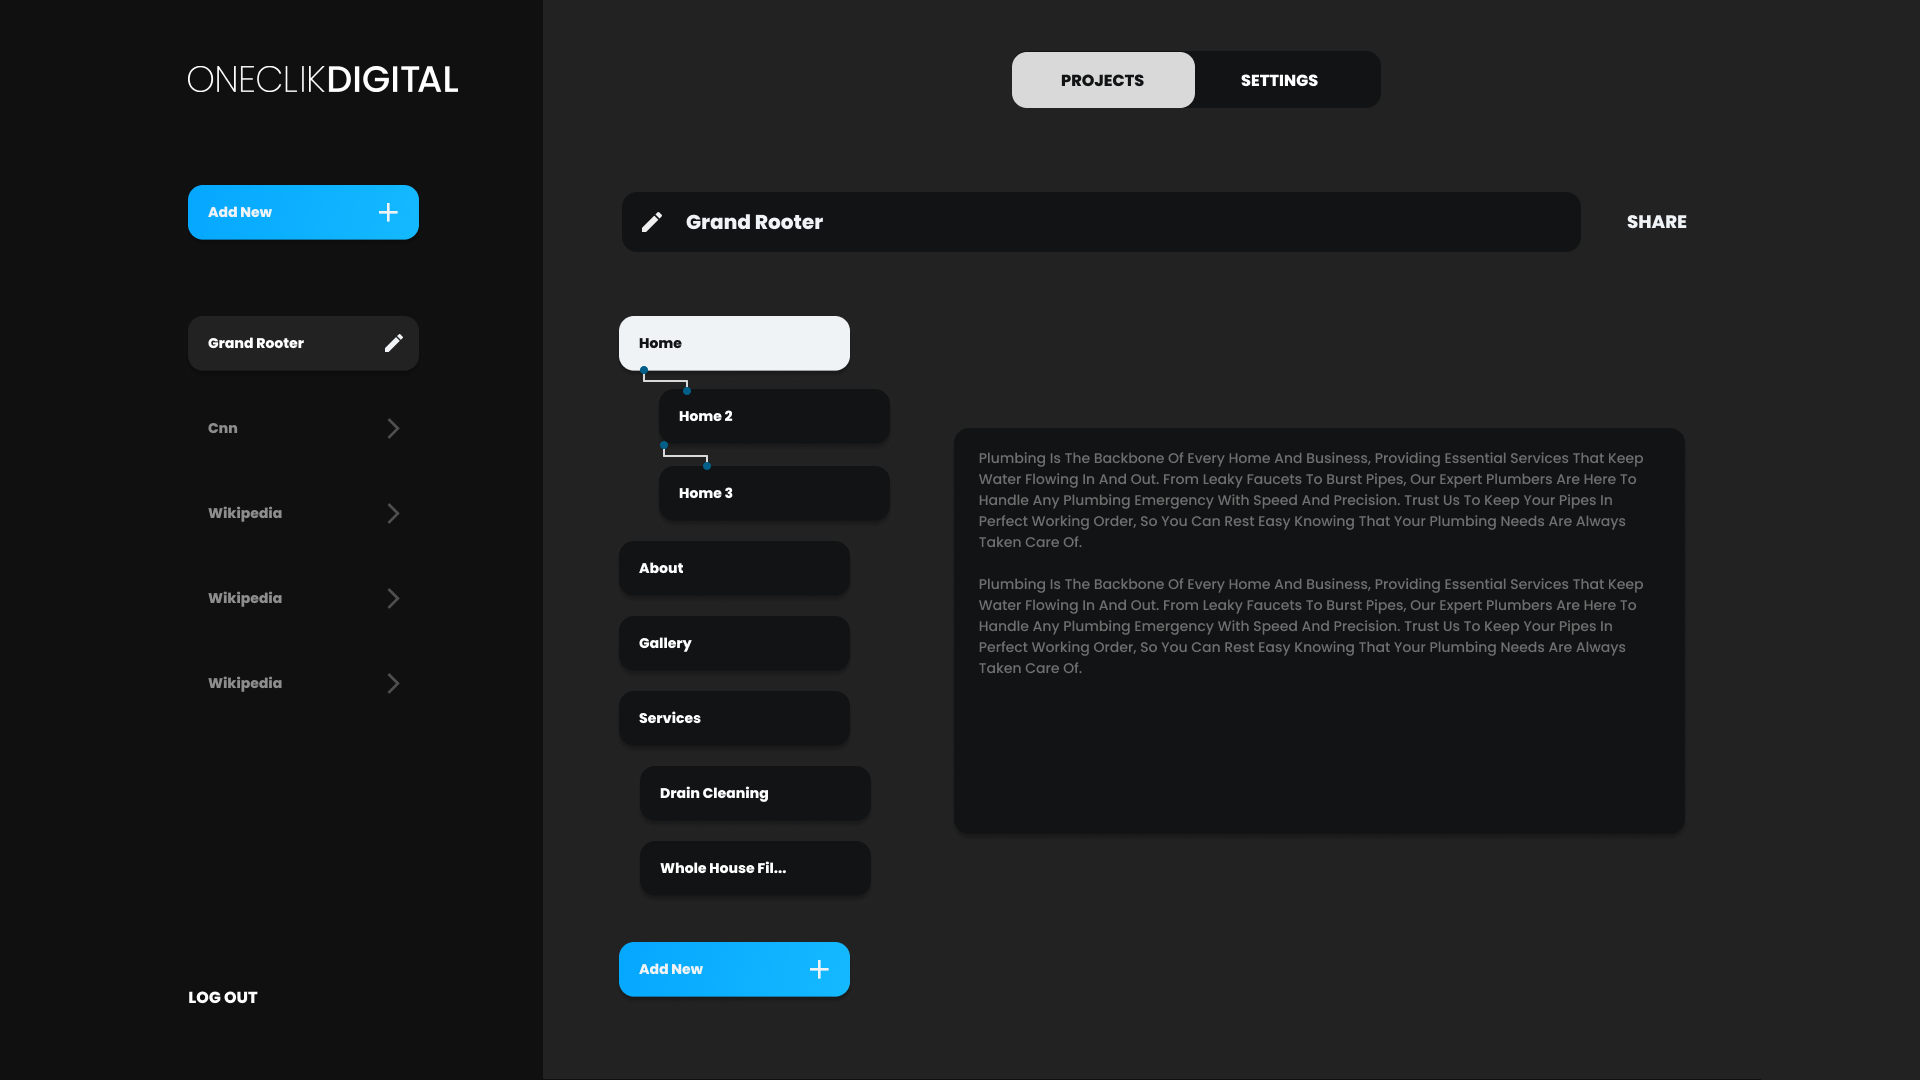 ONECLIKDIGITAL
PROJECTS
SETTINGS
Add New
Grand Rooter
SHARE
Grand Rooter
Cnn
Wikipedia
Wikipedia
Wikipedia
LOG OUT
Home
Home 2
Home 3
About
Gallery
Services
Drain Cleaning
Whole House Fil...
Add New
Plumbing Is The Backbone Of Every Home And Business, Providing Essential Services That Keep
Water Flowing In And Out. From Leaky Faucets To Burst Pipes, Our Expert Plumbers Are Here To
Handle Any Plumbing Emergency With Speed And Precision. Trust Us To Keep Your Pipes In
Perfect Working Order, So You Can Rest Easy Knowing That Your Plumbing Needs Are Always
Taken Care Of.
Plumbing Is The Backbone Of Every Home And Business, Providing Essential Services That Keep
Water Flowing In And Out. From Leaky Faucets To Burst Pipes, Our Expert Plumbers Are Here To
Handle Any Plumbing Emergency With Speed And Precision. Trust Us To Keep Your Pipes In
Perfect Working Order, So You Can Rest Easy Knowing That Your Plumbing Needs Are Always
Taken Care Of.